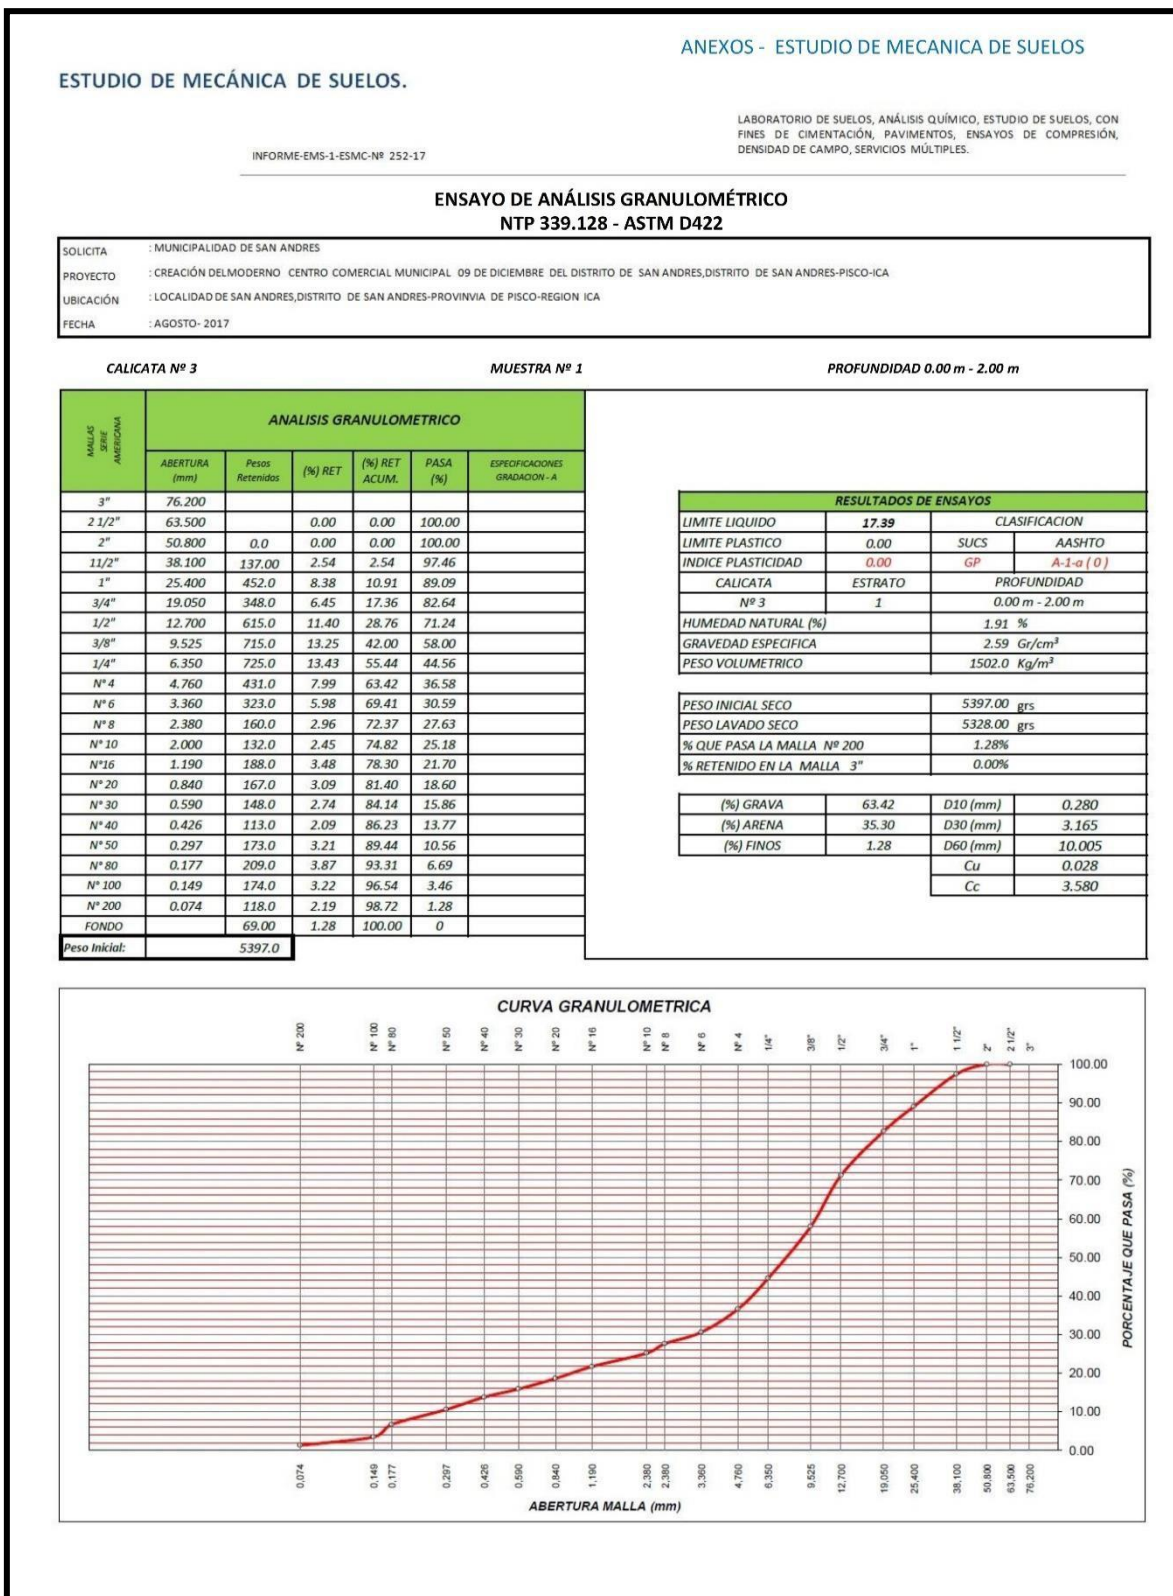 ANEXOS - ESTUDIO DE MECANICA DE SUELOS
ESTUDIO DE MECÁNICA DE SUELOS.
LABORATORIO DE SUELOS, ANÁLISIS QUÍMICO, ESTUDIO DE SUELOS, CON
FINES DE CIMENTACIÓN, PAVIMENTOS, ENSAYOS DE COMPRESIÓN,
DENSIDAD DE CAMPO, SERVICIOS MÚLTIPLES.
INFORME-EMS-1-ESMC-Nº 252-17
ENSAYO DE ANÁLISIS GRANULOMÉTRICO
NTP 339.128 - ASTM D422
SOLICITA : MUNICIPALIDAD DE SAN ANDRES
PROYECTO : CREACIÓN DELMODERNO CENTRO COMERCIAL MUNICIPAL 09 DE DICIEMBRE DEL DISTRITO DE SAN ANDRES,DISTRITO DE SAN ANDRES-PISCO-ICA
UBICACIÓN : LOCALIDAD DE SAN ANDRES,DISTRITO DE SAN ANDRES-PROVINVIA DE PISCO-REGION ICA
FECHA : AGOSTO- 2017
CALICATA Nº 3 MUESTRA Nº 1 PROFUNDIDAD 0.00 m - 2.00 m
MALLAS SERIE AMERICANA
ANALISIS GRANULOMETRICO
ABERTURA (mm) Pesos Retenidos (%) RET (%) RET ACUM. PASA (%) ESPECIFICACIONES GRADACION - A
3" 76.200
2 1/2" 63.500 0.00 0.00 100.00
2" 50.800 0.0 0.00 0.00 100.00
11/2" 38.100 137.00 2.54 2.54 97.46
1" 25.400 452.0 8.38 10.91 89.09
3/4" 19.050 348.0 6.45 17.36 82.64
1/2" 12.700 615.0 11.40 28.76 71.24
3/8" 9.525 715.0 13.25 42.00 58.00
1/4" 6.350 725.0 13.43 55.44 44.56
N° 4 4.760 431.0 7.99 63.42 36.58
N° 6 3.360 323.0 5.98 69.41 30.59
N° 8 2.380 160.0 2.96 72.37 27.63
N° 10 2.000 132.0 2.45 74.82 25.18
N°16 1.190 188.0 3.48 78.30 21.70
N° 20 0.840 167.0 3.09 81.40 18.60
N° 30 0.590 148.0 2.74 84.14 15.86
N° 40 0.426 113.0 2.09 86.23 13.77
N° 50 0.297 173.0 3.21 89.44 10.56
N° 80 0.177 209.0 3.87 93.31 6.69
N° 100 0.149 174.0 3.22 96.54 3.46
N° 200 0.074 118.0 2.19 98.72 1.28
FONDO 69.00 1.28 100.00 0
Peso Inicial: 5397.0
RESULTADOS DE ENSAYOS
LIMITE LIQUIDO 17.39 CLASIFICACION
LIMITE PLASTICO 0.00 SUCS AASHTO
INDICE PLASTICIDAD 0.00 GP A-1-a ( 0 )
CALICATA ESTRATO PROFUNDIDAD
Nº 3 1 0.00 m - 2.00 m
HUMEDAD NATURAL (%) 1.91 %
GRAVEDAD ESPECIFICA 2.59 Gr/cm³
PESO VOLUMETRICO 1502.0 Kg/m³
PESO INICIAL SECO 5397.00 grs
PESO LAVADO SECO 5328.00 grs
% QUE PASA LA MALLA Nº 200 1.28%
% RETENIDO EN LA MALLA 3" 0.00%
(%) GRAVA 63.42 D10 (mm) 0.280
(%) ARENA 35.30 D30 (mm) 3.165
(%) FINOS 1.28 D60 (mm) 10.005
Cu 0.028
Cc 3.580
CURVA GRANULOMETRICA
Nº 200 Nº 100 Nº 80 Nº 50 Nº 40 Nº 30 Nº 20 Nº 16 Nº 10 Nº 8 Nº 6 Nº 4 1/4" 3/8" 1/2" 3/4" 1" 1 1/2" 2" 2 1/2" 3"
100.00
90.00
80.00
70.00
60.00
50.00
40.00
30.00
20.00
10.00
0.00
PORCENTAJE QUE PASA (%)
0,074 0,149 0,177 0,297 0,426 0,590 0,840 1,190 2,380 2,380 3,360 4,760 6,350 9,525 12,700 19,050 25,400 38,100 50,800 63,500 76,200
ABERTURA MALLA (mm)